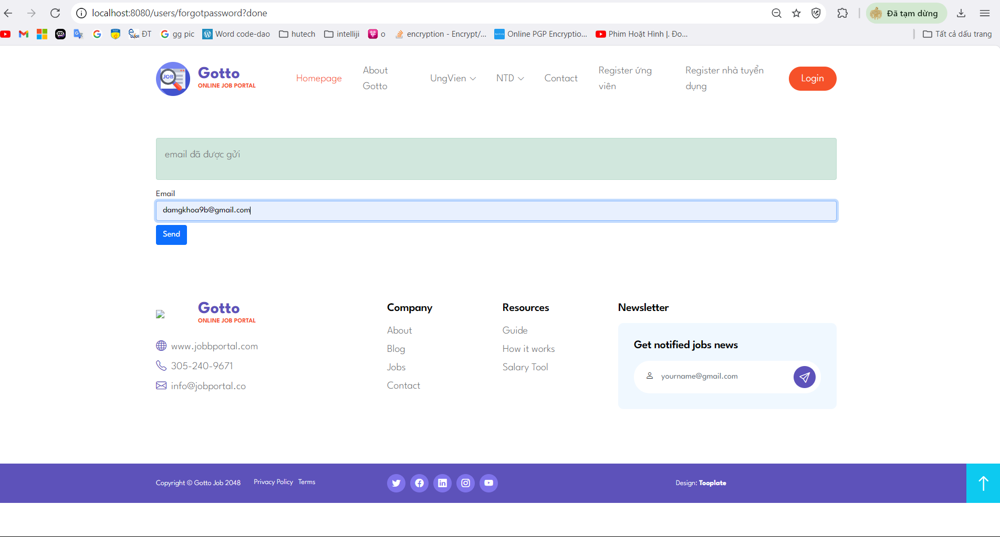 localhost:8080/users/forgotpassword?done
Đã tạm dừng
ĐT
gg pic
Word code-dao
hutech
intelliji
o
encryption - Encrypt/...
Online PGP Encryptio...
Phim Hoạt Hình |. Đo...
Tất cả dấu trang
JOB
Gotto
ONLINE JOB PORTAL
Homepage
About
Gotto
UngVien
NTD
Contact
Register ứng
viên
Register nhà tuyển
dụng
Login
email đã được gửi
Email
damgkhoa9b@gmail.com
Send
Gotto
ONLINE JOB PORTAL
www.jobbportal.com
305-240-9671
info@jobportal.co
Company
About
Blog
Jobs
Contact
Resources
Guide
How it works
Salary Tool
Newsletter
Get notified jobs news
yourname@gmail.com
Copyright © Gotto Job 2048
Privacy Policy
Terms
Design: Tooplate